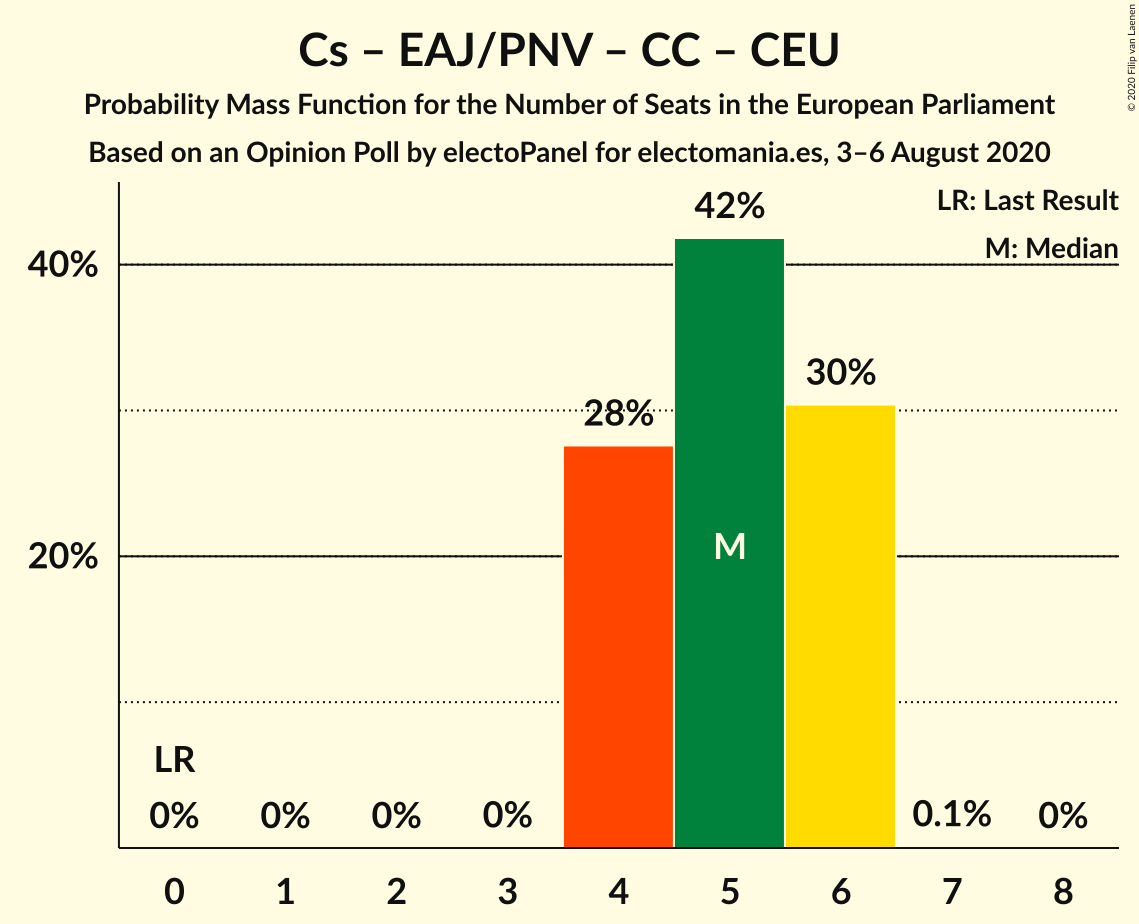 Cs – EAJ/PNV – CC – CEU
Probability Mass Function for the Number of Seats in the European Parliament
Based on an Opinion Poll by electoPanel for electomania.es, 3–6 August 2020
© 2020 Filip van Laenen
LR: Last Result
M: Median
42%
40%
30%
28%
M
20%
LR
0% 0% 0% 0% 0.1% 0%
0 1 2 3 4 5 6 7 8